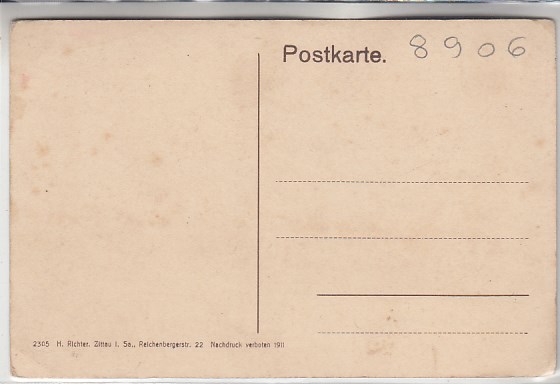 Postkarte. 8906
2305 H. Richter. Zittau i. Sa., Reichenbergerstr. 22 Nachdruck verboten 1911